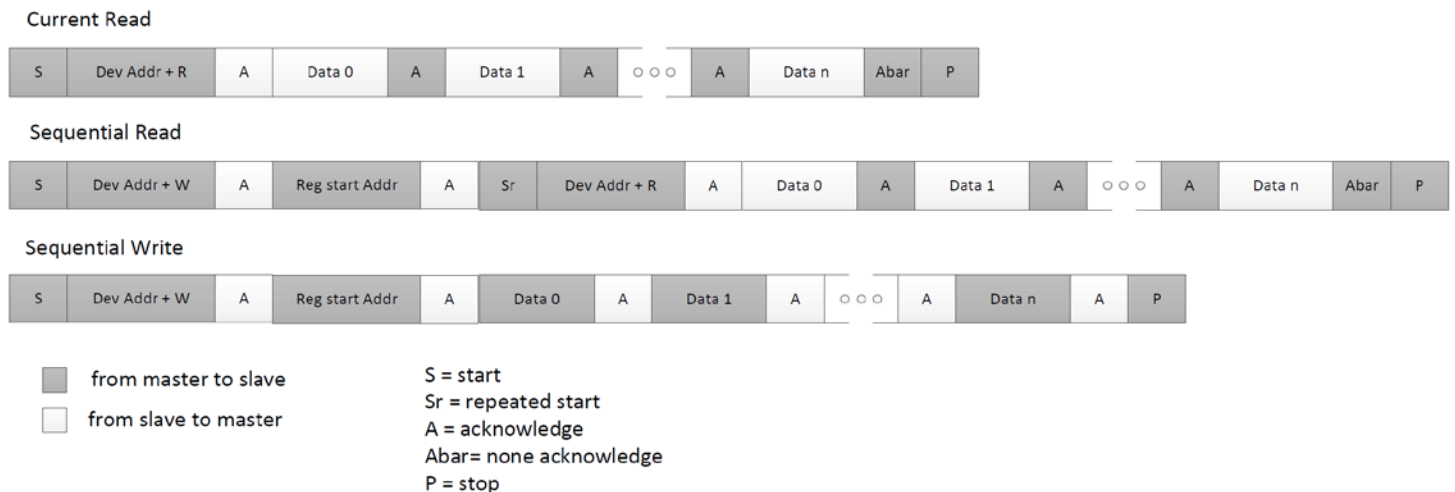 Current Read
S Dev Addr + R A Data 0 A Data 1 A A Data n Abar P
Sequential Read
S Dev Addr + W A Reg start Addr A Sr Dev Addr + R A Data 0 A Data 1 A A Data n Abar P
Sequential Write
S Dev Addr + W A Reg start Addr A Data 0 A Data 1 A A Data n A P
from master to slave
from slave to master
S = start
Sr = repeated start
A = acknowledge
Abar= none acknowledge
P = stop